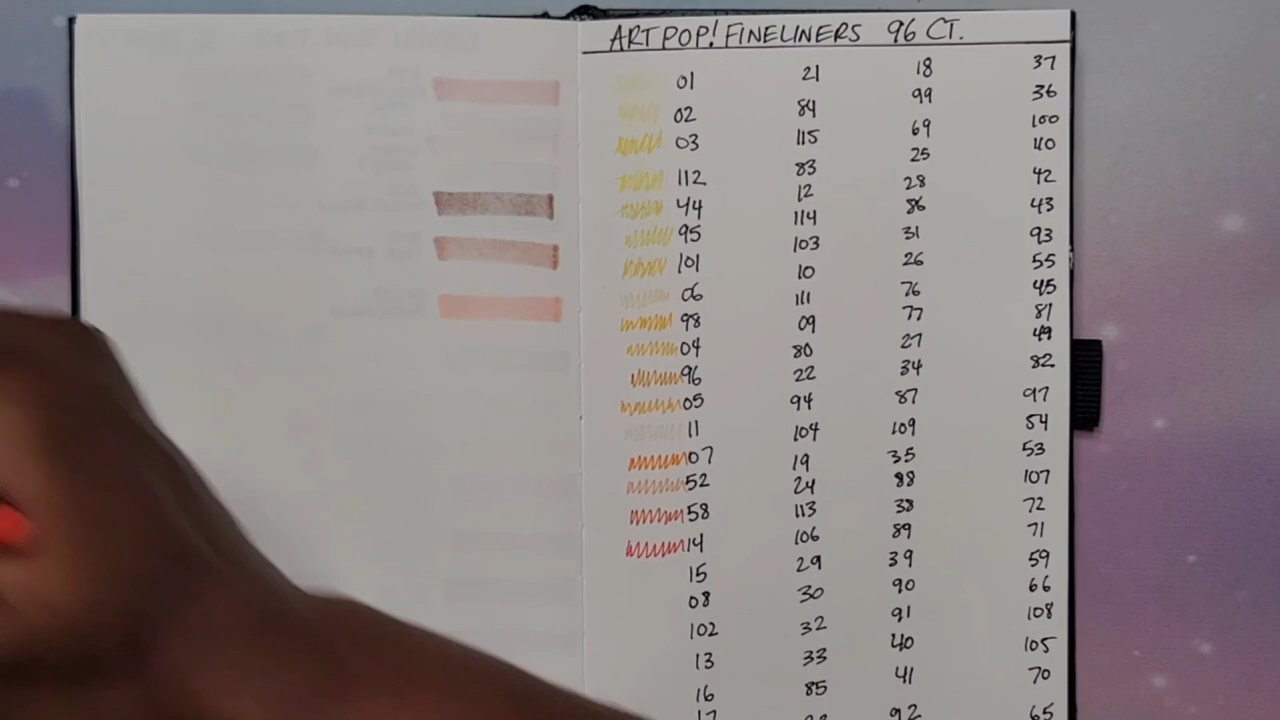 ARTPOP! FINELINERS 96 CT.
01 21 18 37
02 84 99 36
03 115 69 100
112 83 25 110
44 12 28 42
95 114 86 43
101 103 31 93
06 10 26 55
98 111 76 45
04 09 77 81
96 80 27 49
05 22 34 82
11 94 87 97
07 104 109 54
52 19 35 53
58 24 88 107
14 113 38 72
15 106 89 71
08 29 39 59
102 30 90 66
13 32 91 108
16 33 40 105
17 85 41 70
92 65